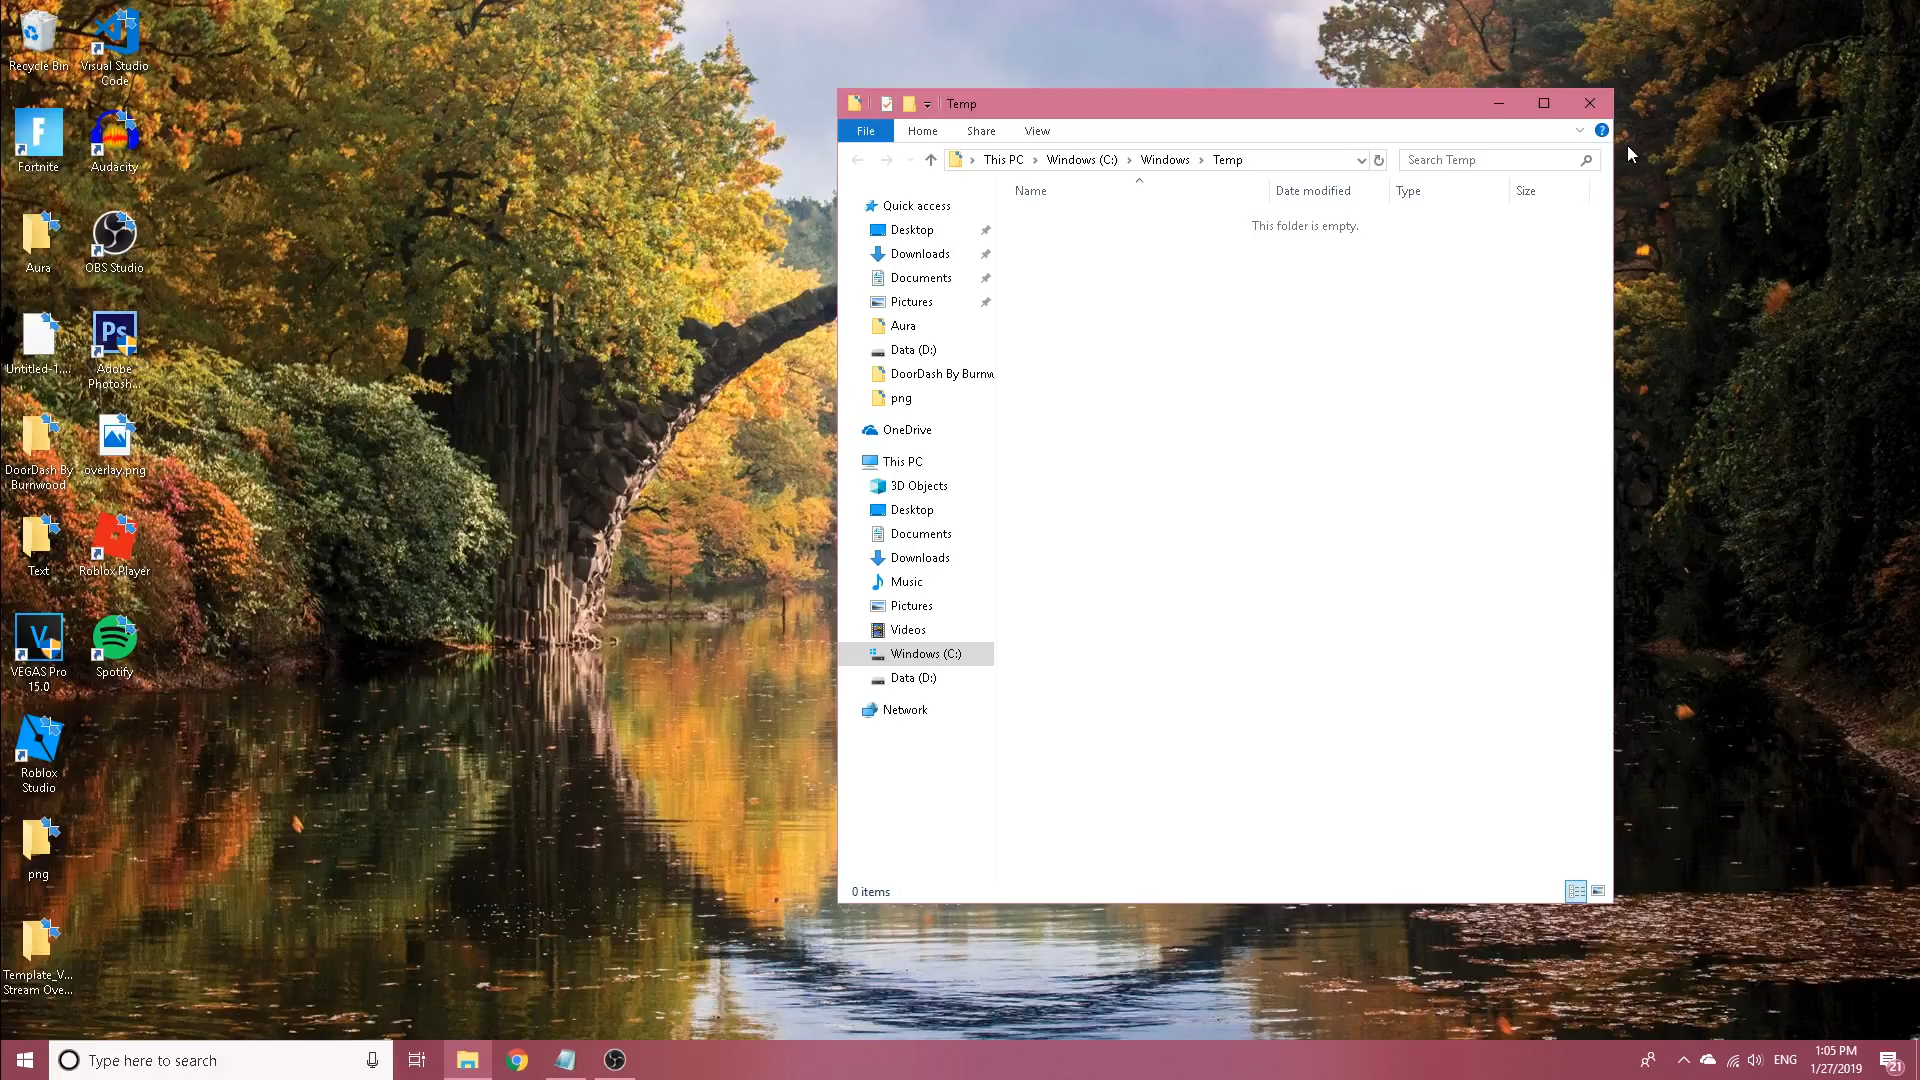 Recycle Bin
Visual Studio
Code
Fortnite
Audacity
Aura
OBS Studio
Untitled-1....
Adobe
Photosh...
DoorDash By
Burnwood
overlay.png
Text
Roblox Player
VEGAS Pro
15.0
Spotify
Roblox
Studio
png
Template_V...
Stream Ove...
Temp
File
Home
Share
View
This PC
Windows (C:)
Windows
Temp
Search Temp
Name
Date modified
Type
Size
This folder is empty.
Quick access
Desktop
Downloads
Documents
Pictures
Aura
Data (D:)
DoorDash By Burnw
png
OneDrive
This PC
3D Objects
Desktop
Documents
Downloads
Music
Pictures
Videos
Windows (C:)
Data (D:)
Network
0 items
Type here to search
ENG
1:05 PM
1/27/2019
21
F
Ps
V